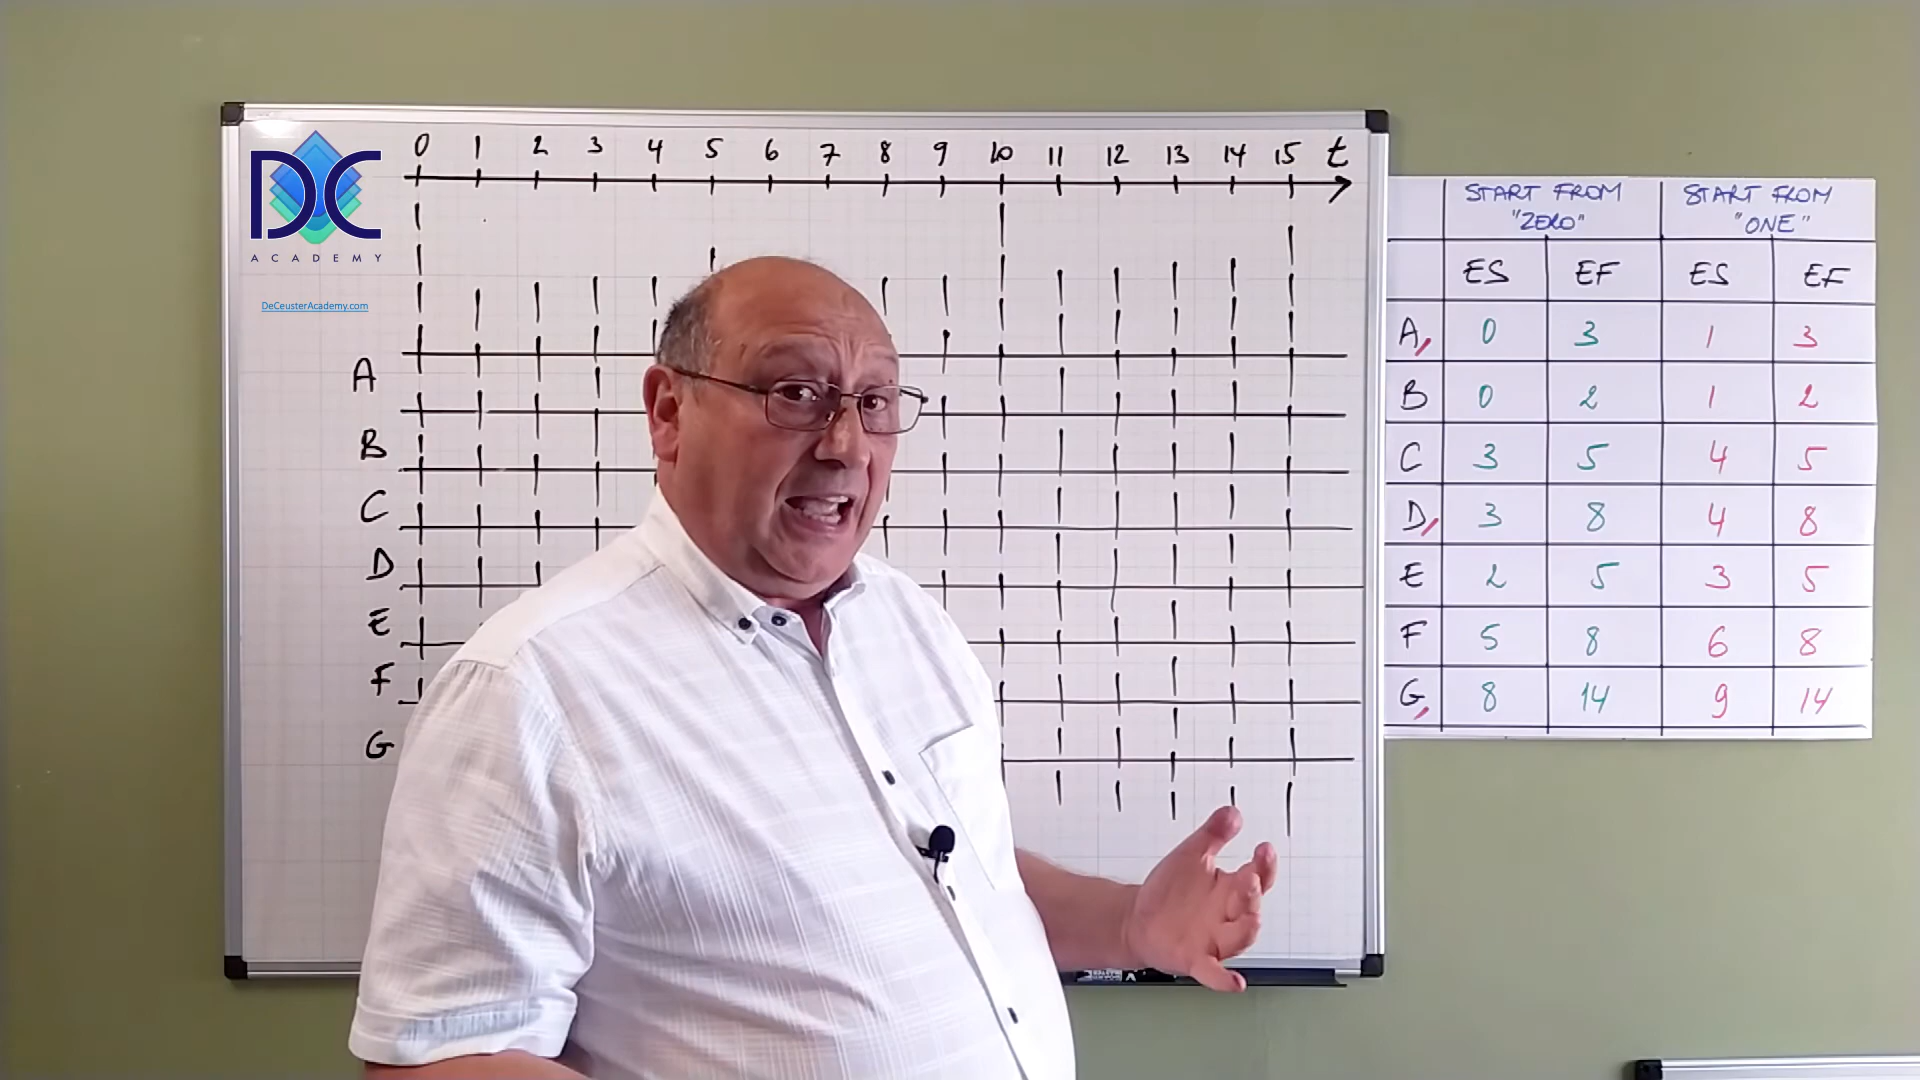 0 1 2 3 4 5 6 7 8 9 10 11 12 13 14 15 t
DC
ACADEMY
DeCeusterAcademy.com
A
B
C
D
E
F
G
START FROM "ZERO" START FROM "ONE"
ES EF ES EF
A, 0 3 1 3
B 0 2 1 2
C 3 5 4 5
D, 3 8 4 8
E 2 5 3 5
F 5 8 6 8
G, 8 14 9 14